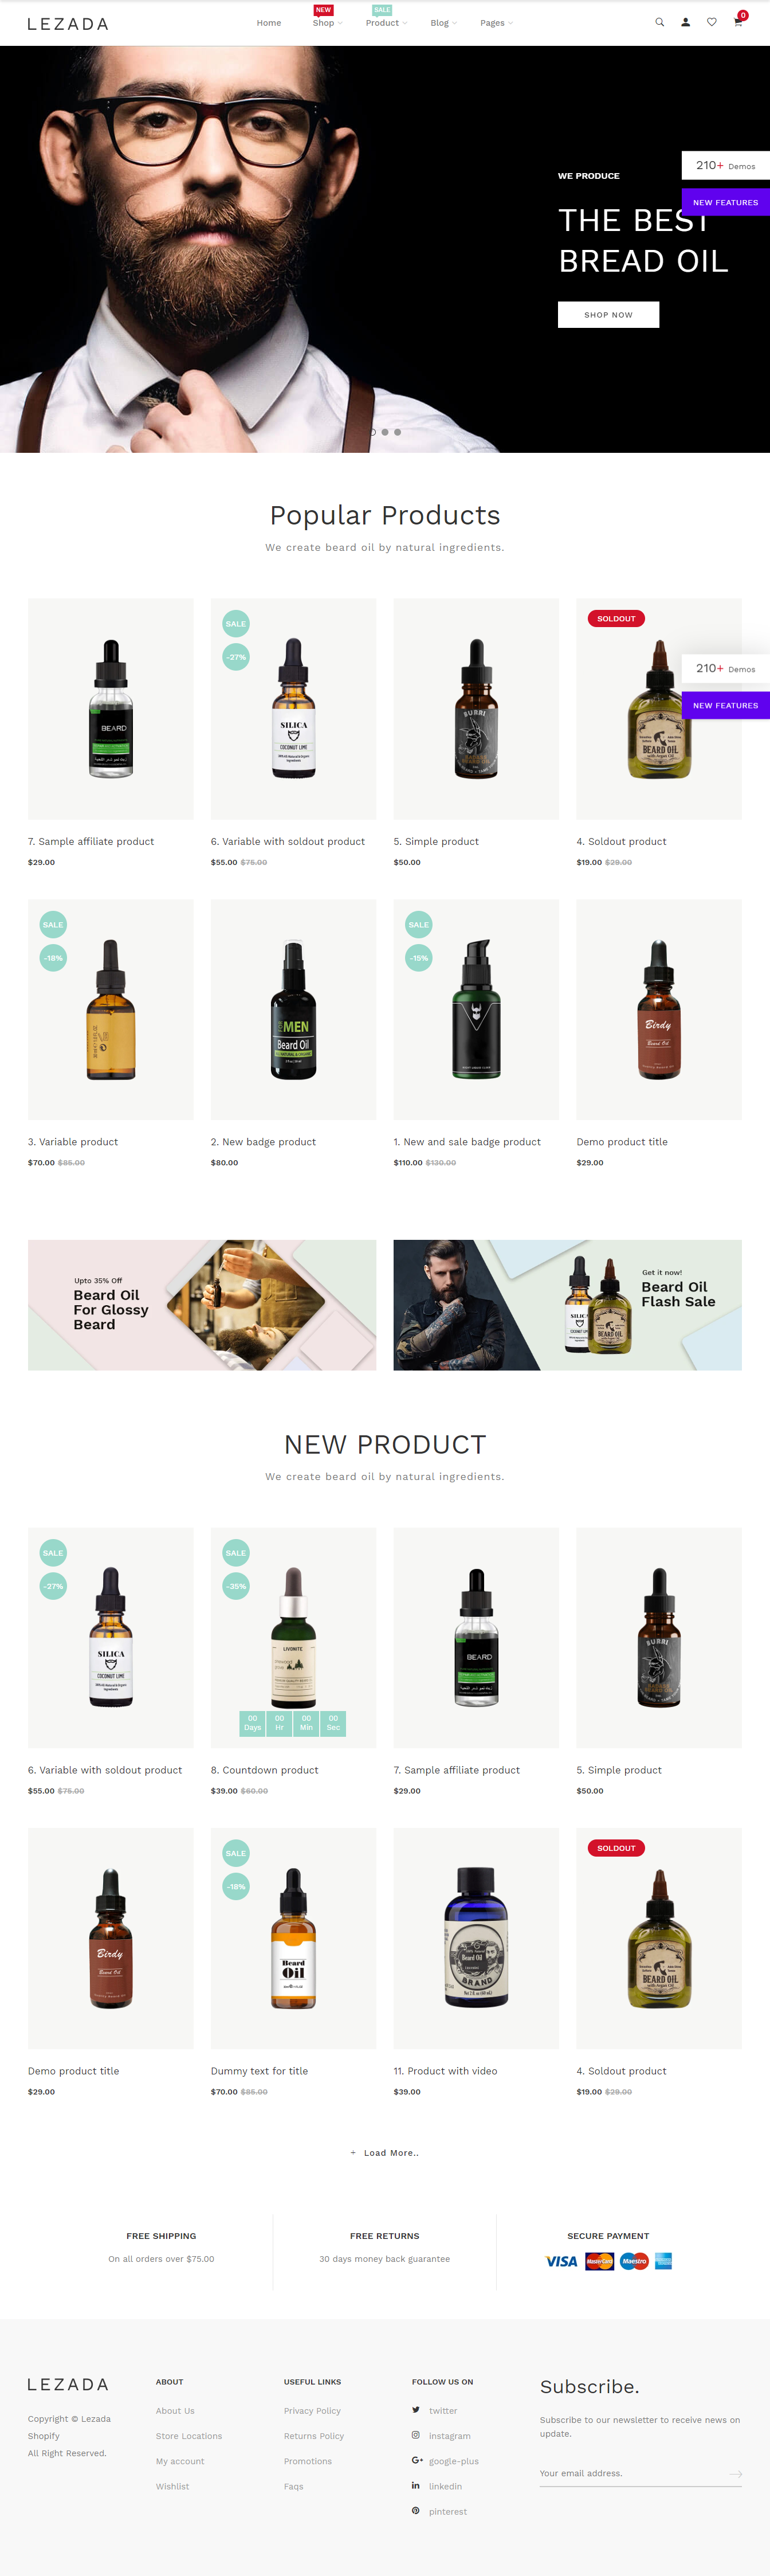 LEZADA
Home
NEW
Shop
SALE
Product
Blog
Pages
0
WE PRODUCE
THE BEST
BREAD OIL
SHOP NOW
210+ Demos
NEW FEATURES
Popular Products
We create beard oil by natural ingredients.
BEARD
SALE
-27%
SILICA
COCONUT LIME
SOLDOUT
BEARD OIL
210+ Demos
NEW FEATURES
7. Sample affiliate product
$29.00
6. Variable with soldout product
$55.00 $75.00
5. Simple product
$50.00
4. Soldout product
$19.00 $29.00
SALE
-18%
MEN
Beard Oil
SALE
-15%
Birdy
Beard Oil
3. Variable product
$70.00 $85.00
2. New badge product
$80.00
1. New and sale badge product
$110.00 $130.00
Demo product title
$29.00
Upto 35% Off
Beard Oil
For Glossy
Beard
Get it now!
Beard Oil
Flash Sale
NEW PRODUCT
We create beard oil by natural ingredients.
SALE
-27%
SILICA
COCONUT LIME
SALE
-35%
LIVONITE
00 Days
00 Hr
00 Min
00 Sec
BEARD
6. Variable with soldout product
$55.00 $75.00
8. Countdown product
$39.00 $60.00
7. Sample affiliate product
$29.00
5. Simple product
$50.00
Birdy
Beard Oil
SALE
-18%
Beard
Oil
Beard Oil
BRAND
SOLDOUT
BEARD OIL
Demo product title
$29.00
Dummy text for title
$70.00 $85.00
11. Product with video
$39.00
4. Soldout product
$19.00 $29.00
+ Load More..
FREE SHIPPING
On all orders over $75.00
FREE RETURNS
30 days money back guarantee
SECURE PAYMENT
VISA
MasterCard
Maestro
LEZADA
Copyright © Lezada
Shopify
All Right Reserved.
ABOUT
About Us
Store Locations
My account
Wishlist
USEFUL LINKS
Privacy Policy
Returns Policy
Promotions
Faqs
FOLLOW US ON
twitter
instagram
google-plus
linkedin
pinterest
Subscribe.
Subscribe to our newsletter to receive news on
update.
Your email address.